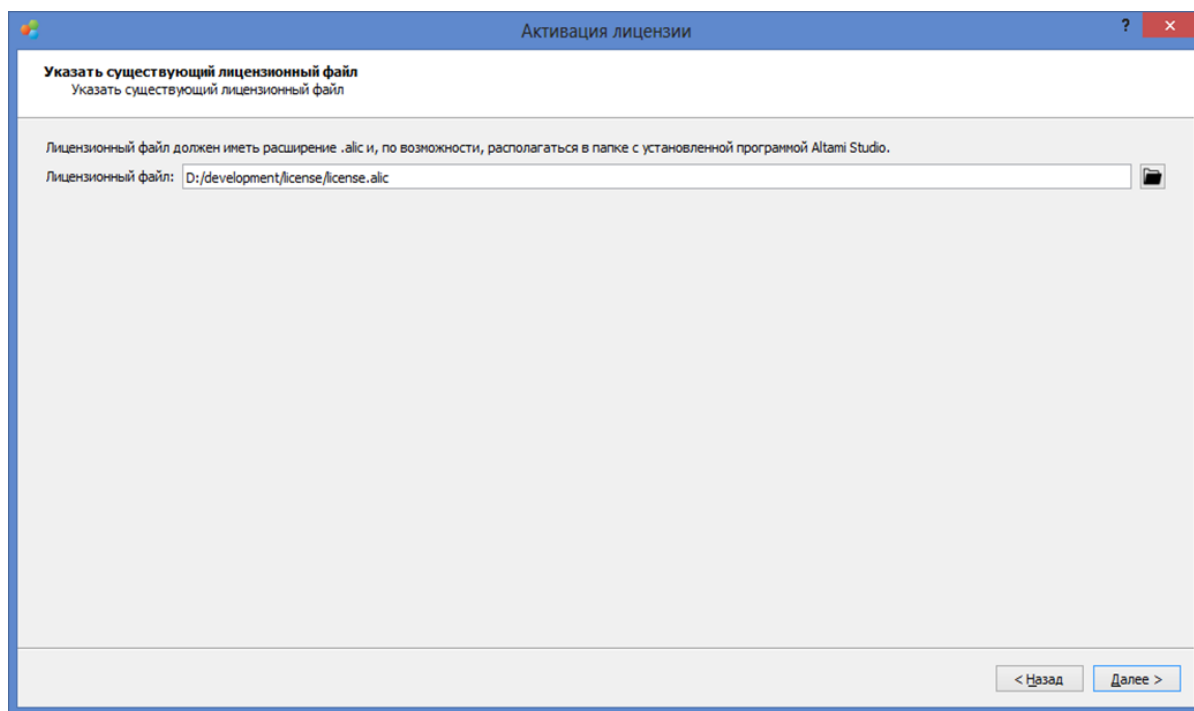 Активация лицензии
?
Указать существующий лицензионный файл
Указать существующий лицензионный файл
Лицензионный файл должен иметь расширение .alic и, по возможности, располагаться в папке с установленной программой Altami Studio.
Лицензионный файл: D:/development/license/license.alic
< Назад Далее >